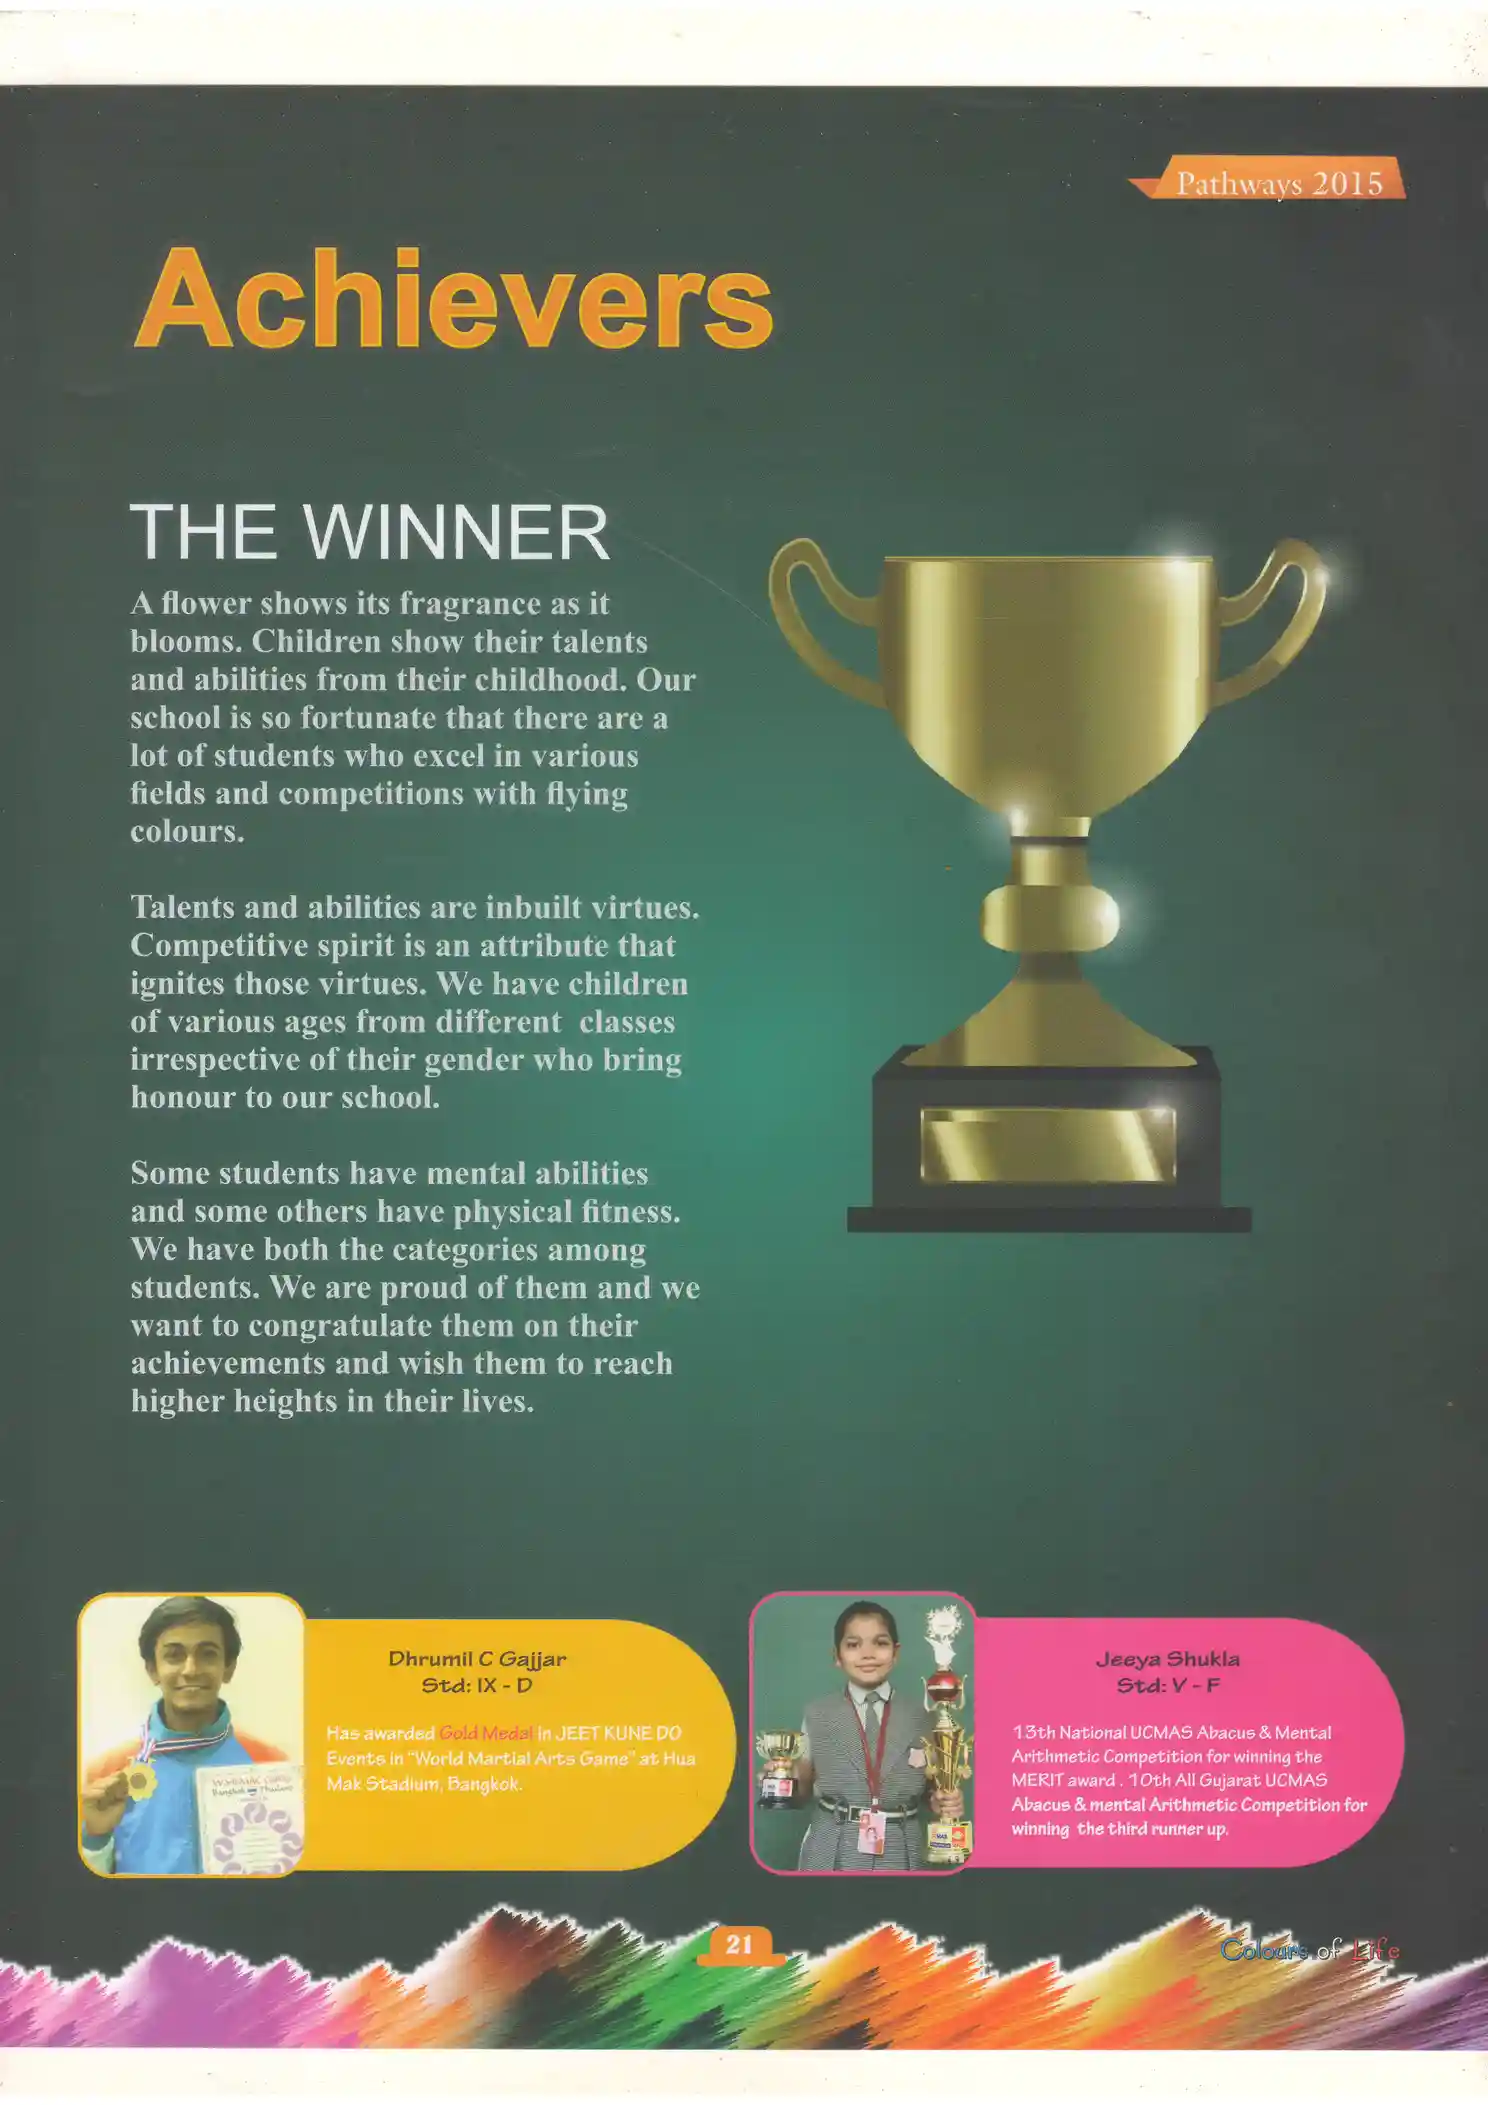 Pathways 2015
Achievers
THE WINNER
A flower shows its fragrance as it
blooms. Children show their talents
and abilities from their childhood. Our
school is so fortunate that there are a
lot of students who excel in various
fields and competitions with flying
colours.
Talents and abilities are inbuilt virtues.
Competitive spirit is an attribute that
ignites those virtues. We have children
of various ages from different classes
irrespective of their gender who bring
honour to our school.
Some students have mental abilities
and some others have physical fitness.
We have both the categories among
students. We are proud of them and we
want to congratulate them on their
achievements and wish them to reach
higher heights in their lives.
Dhrumil C Gajjar
Std: IX - D
Has awarded Gold Medal in JEET KUNE DO
Events in "World Martial Arts Game" at Hua
Mak Stadium, Bangkok.
Bangkok Thailand
Jeeya Shukla
Std: V - F
13th National UCMAS Abacus & Mental
Arithmetic Competition for winning the
MERIT award . 10th All Gujarat UCMAS
Abacus & mental Arithmetic Competition for
winning the third runner up.
21
Colours of Life